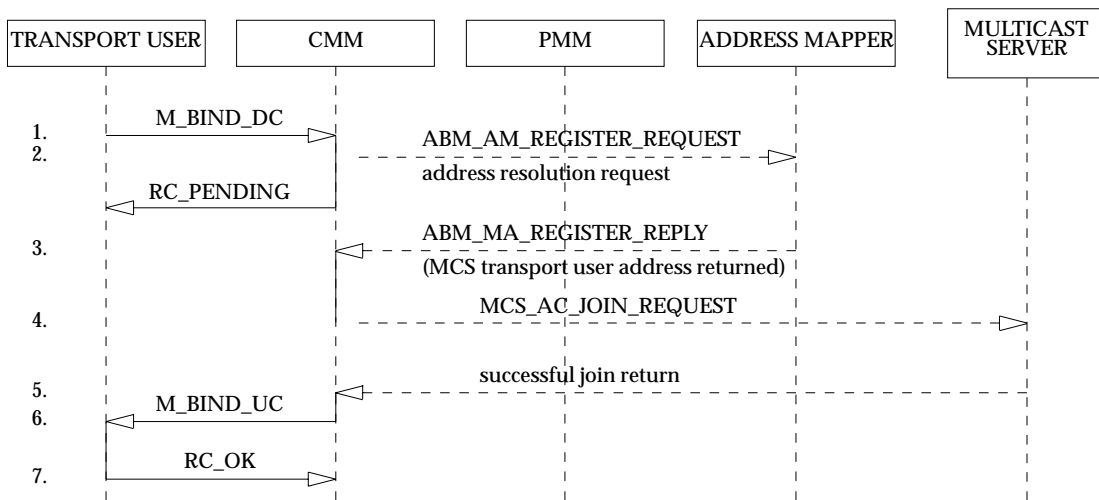 TRANSPORT USER
CMM
PMM
ADDRESS MAPPER
MULTICAST
SERVER
M_BIND_DC
1.
ABM_AM_REGISTER_REQUEST
2.
address resolution request
RC_PENDING
ABM_MA_REGISTER_REPLY
3.
(MCS transport user address returned)
MCS_AC_JOIN_REQUEST
4.
successful join return
5.
M_BIND_UC
6.
RC_OK
7.